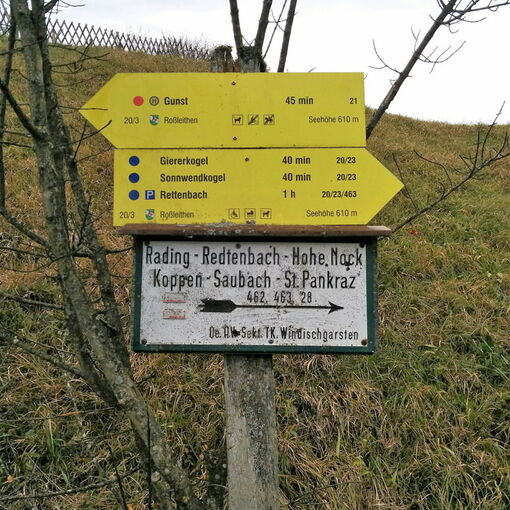 H Gunst 45 min 21
20/3 Roßleithen Seehöhe 610 m
Giererkogel 40 min 20/23
Sonnwendkogel 40 min 20/23
P Rettenbach 1 h 20/23/463
20/3 Roßleithen Seehöhe 610 m
Rading - Redtenbach - Hohe Nock
Koppen - Saubach - St. Pankraz
462, 463, 28
Oe. AV. Sekt. TK. Windischgarsten